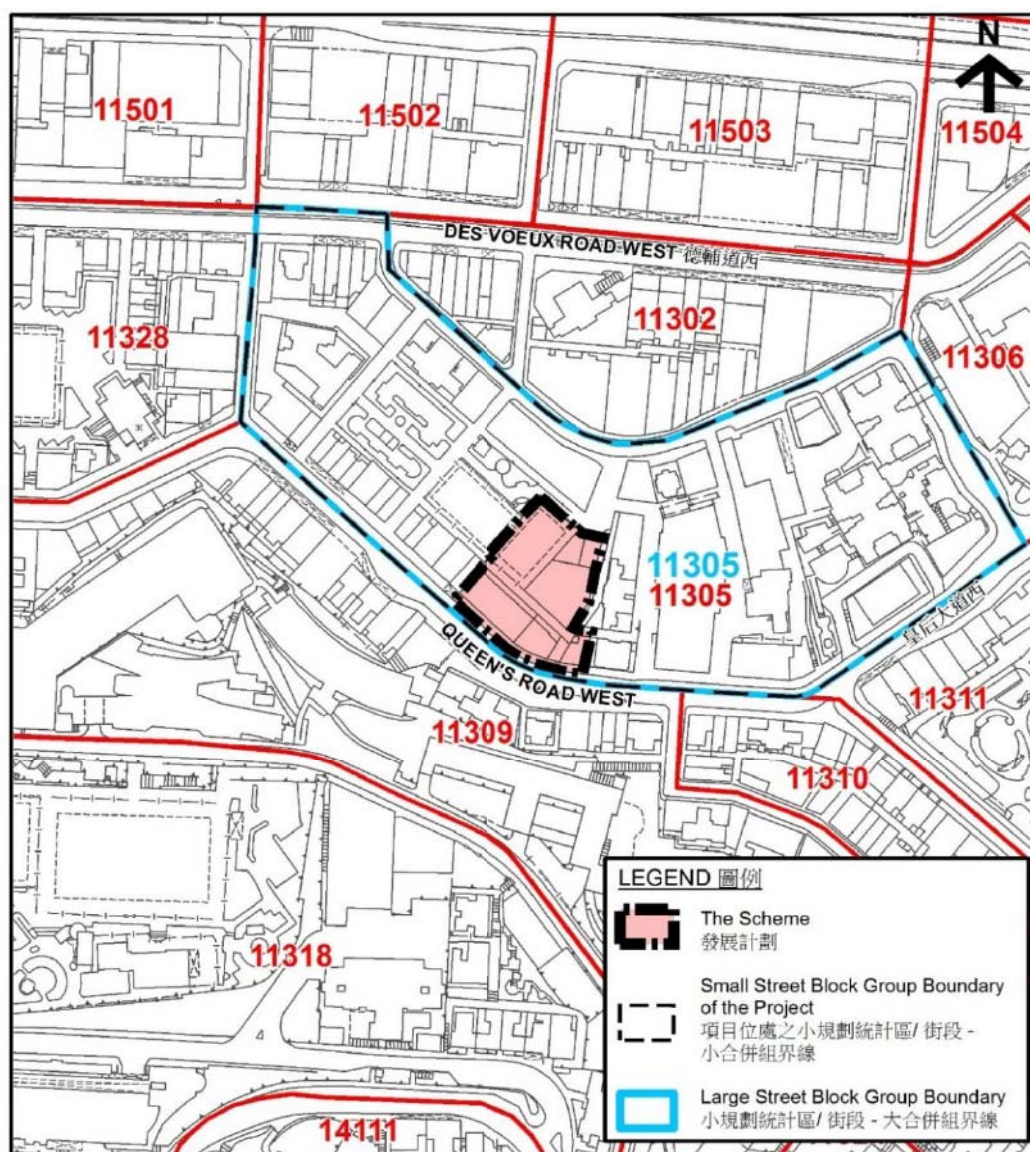 N
11501
11502
11503
11504
DES VOEUX ROAD WEST 德輔道西
11328
11302
11306
11305
11305
皇后大道西
QUEEN'S ROAD WEST
11309
11311
11310
11318
14111
LEGEND 圖例
The Scheme
發展計劃
Small Street Block Group Boundary
of the Project
項目位處之小規劃統計區/ 街段 -
小合併組界線
Large Street Block Group Boundary
小規劃統計區/ 街段 - 大合併組界線